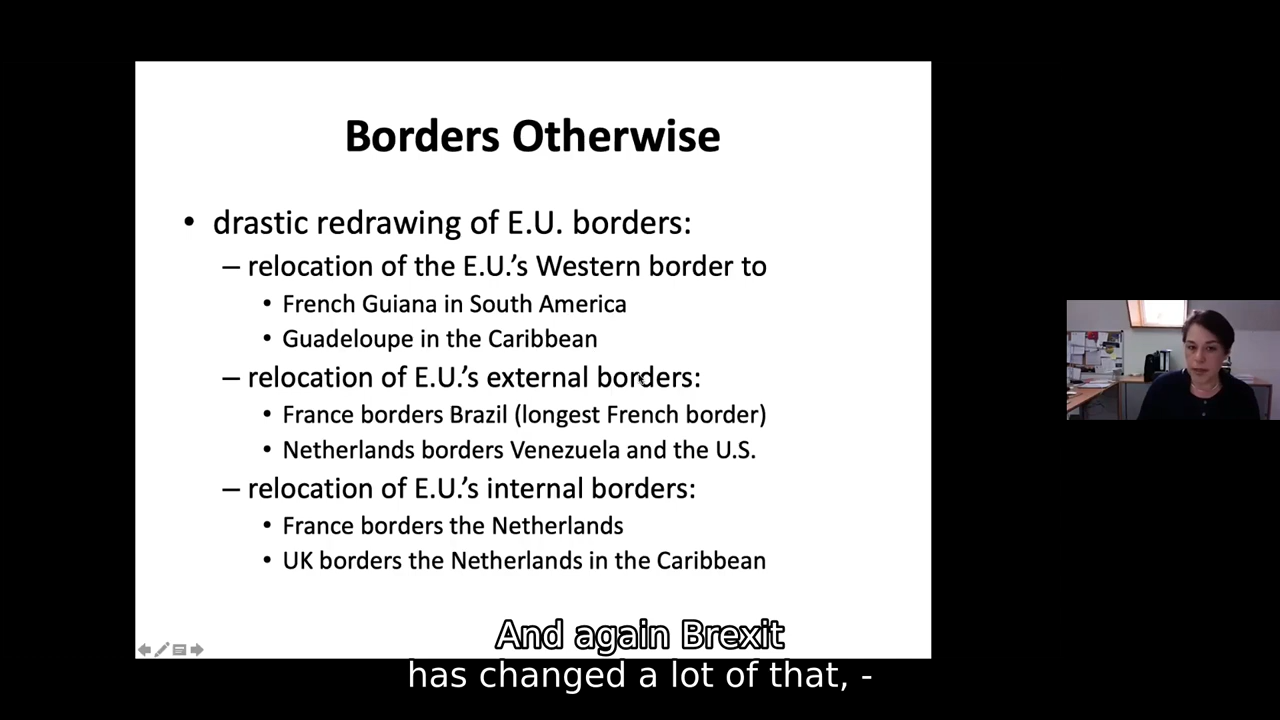 Borders Otherwise
• drastic redrawing of E.U. borders:
– relocation of the E.U.’s Western border to
• French Guiana in South America
• Guadeloupe in the Caribbean
– relocation of E.U.’s external borders:
• France borders Brazil (longest French border)
• Netherlands borders Venezuela and the U.S.
– relocation of E.U.’s internal borders:
• France borders the Netherlands
• UK borders the Netherlands in the Caribbean
And again Brexit
has changed a lot of that, -